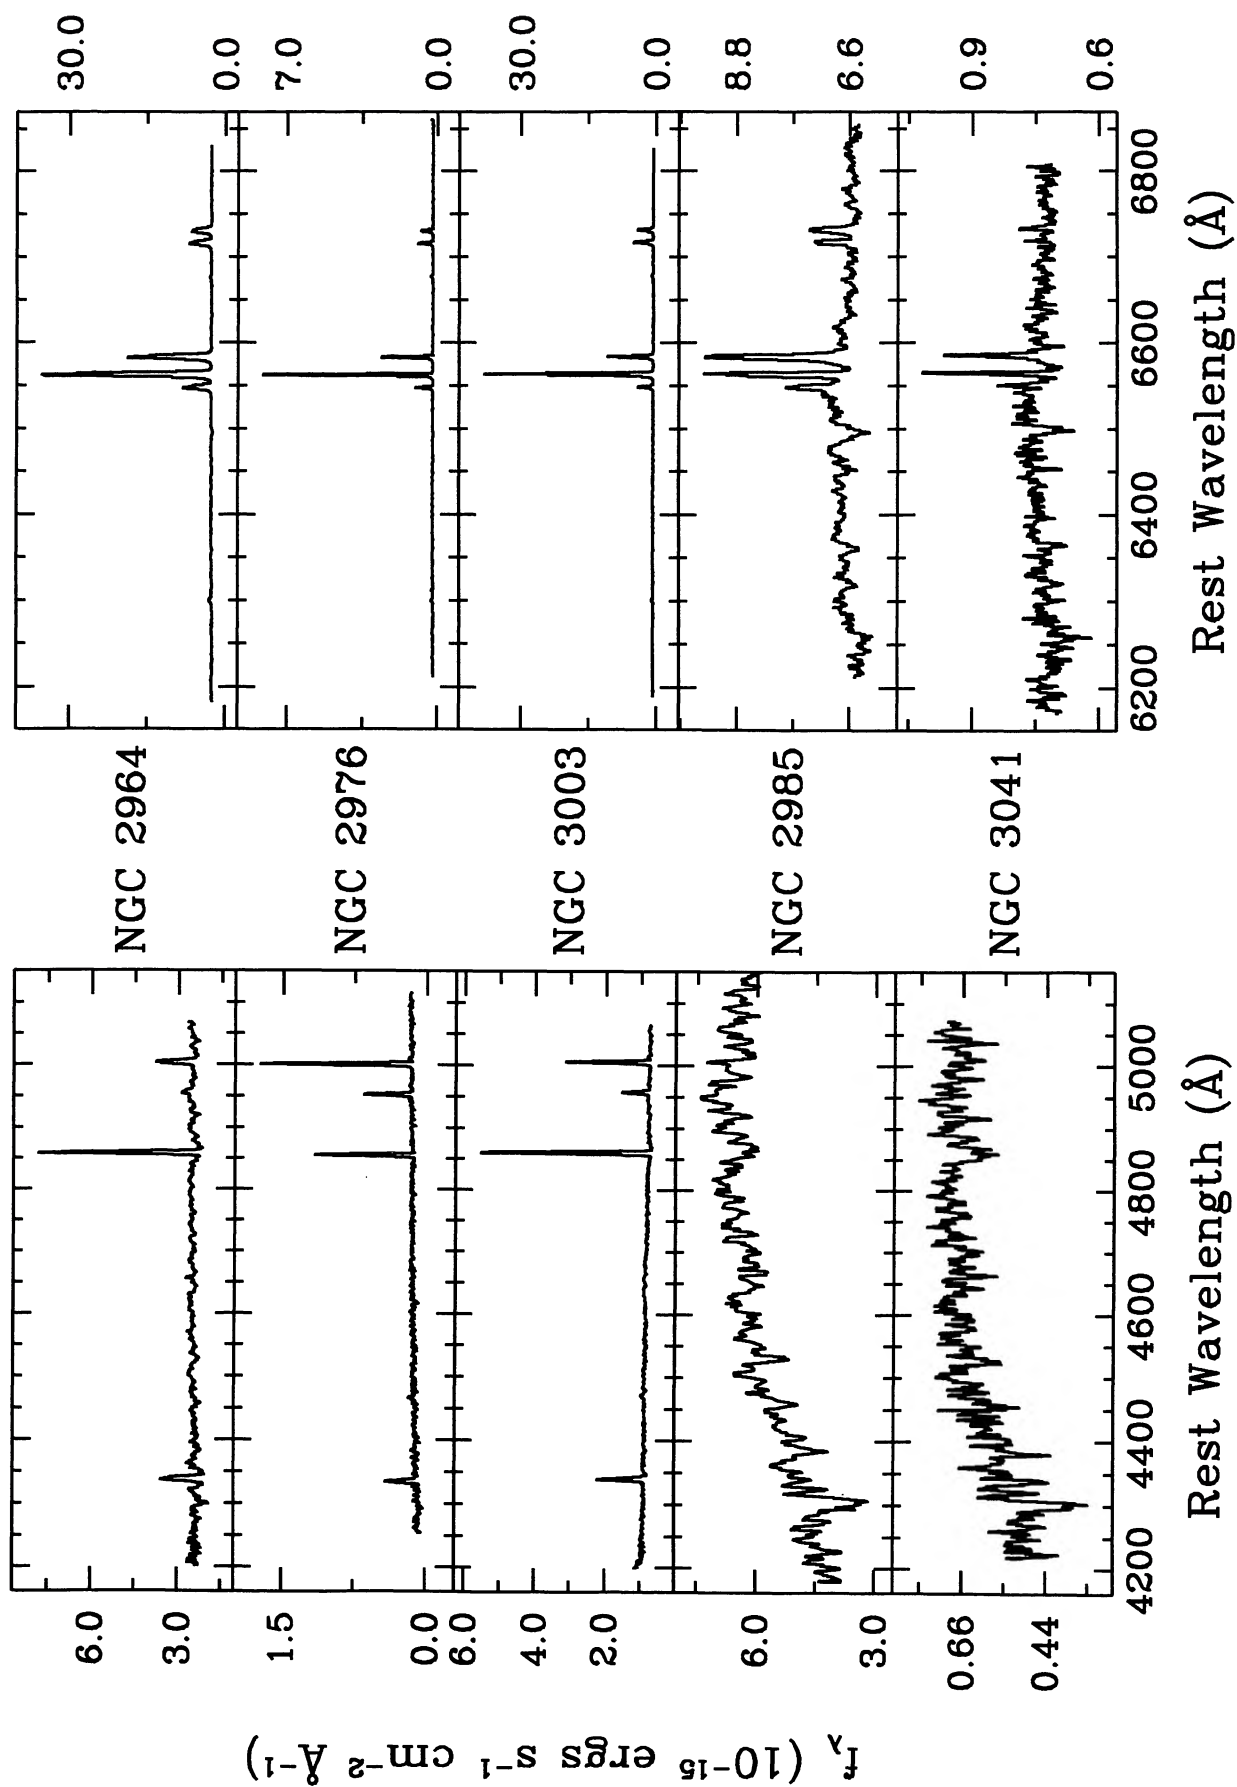 f_λ (10⁻¹⁵ ergs s⁻¹ cm⁻² Å⁻¹)
6.0
3.0
NGC 2964
30.0
0.0
1.5
0.0
NGC 2976
7.0
0.0
6.0
4.0
2.0
NGC 3003
30.0
0.0
6.0
3.0
NGC 2985
8.8
6.6
0.66
0.44
NGC 3041
0.9
0.6
4200 4400 4600 4800 5000
6200 6400 6600 6800
Rest Wavelength (Å)
Rest Wavelength (Å)